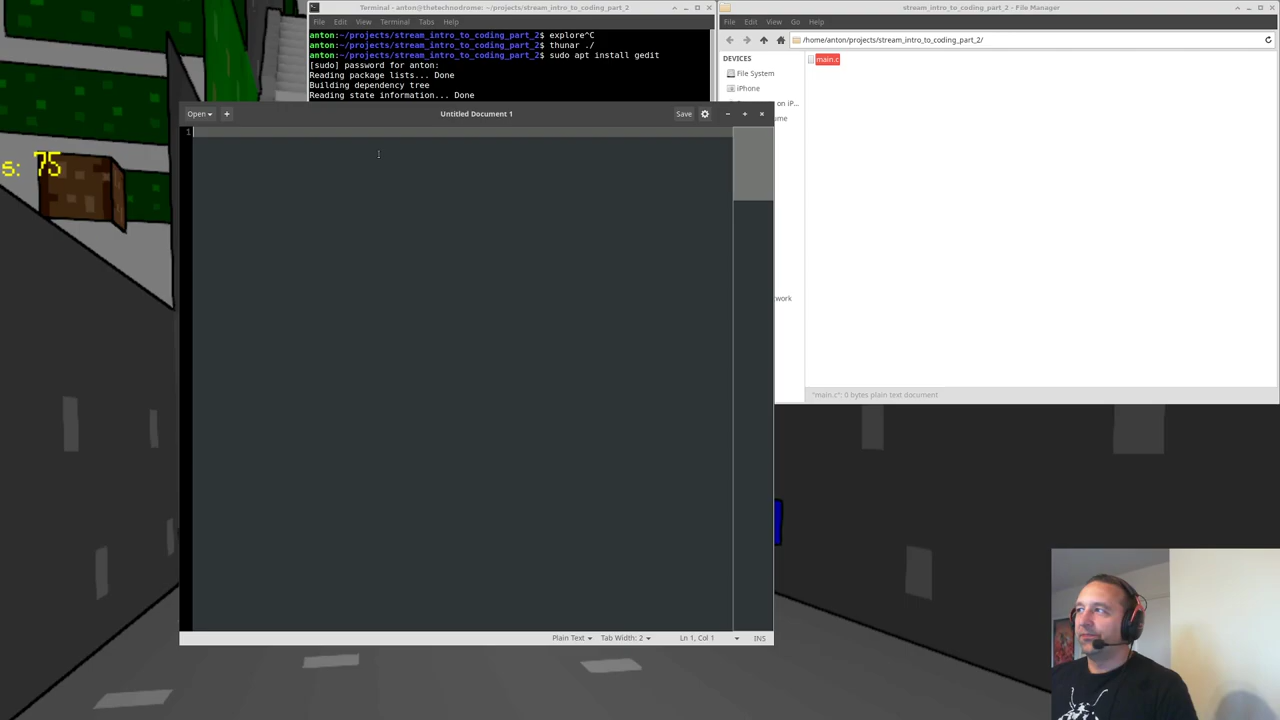 Terminal - anton@thetechnodrome: ~/projects/stream_intro_to_coding_part_2
File Edit View Terminal Tabs Help
anton:~/projects/stream_intro_to_coding_part_2$ explore^C
anton:~/projects/stream_intro_to_coding_part_2$ thunar ./
anton:~/projects/stream_intro_to_coding_part_2$ sudo apt install gedit
[sudo] password for anton:
Reading package lists... Done
Building dependency tree
Reading state information... Done
stream_intro_to_coding_part_2 - File Manager
File Edit View Go Help
/home/anton/projects/stream_intro_to_coding_part_2/
DEVICES
File System
iPhone
on iP...
ume
work
main.c
"main.c": 0 bytes plain text document
Open
Untitled Document 1
Save
1
s: 75
Plain Text Tab Width: 2 Ln 1, Col 1 INS